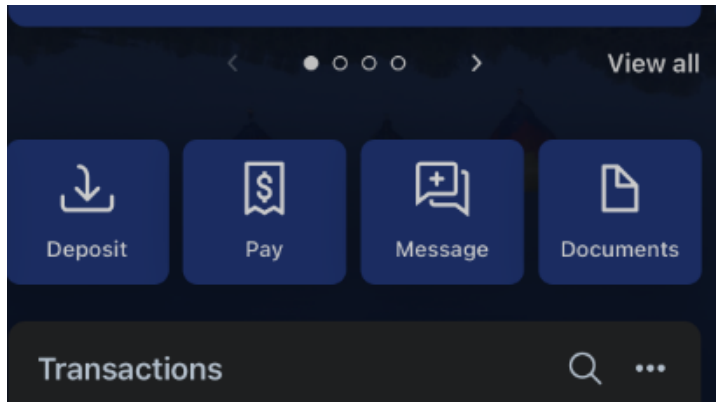 View all
Deposit
Pay
Message
Documents
Transactions